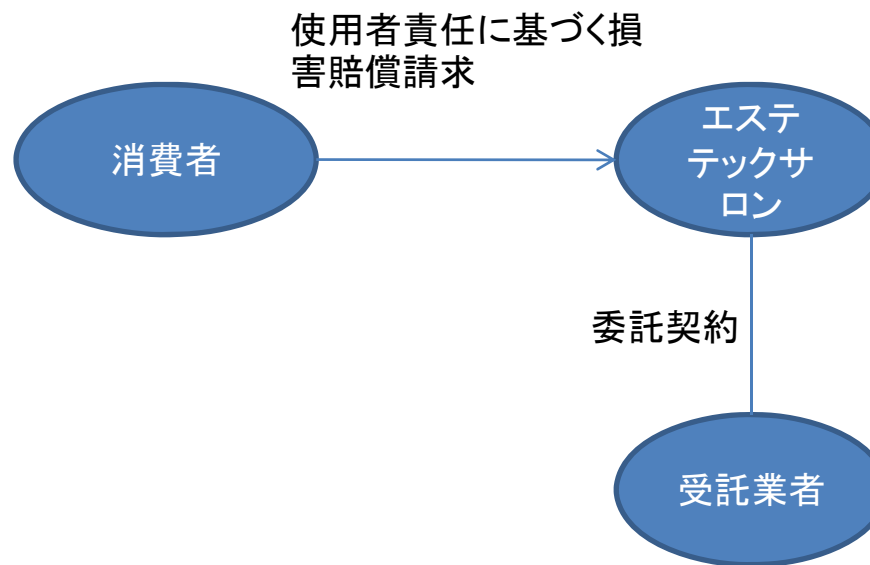 使用者責任に基づく損
害賠償請求
消費者
エステ
テックサ
ロン
委託契約
受託業者